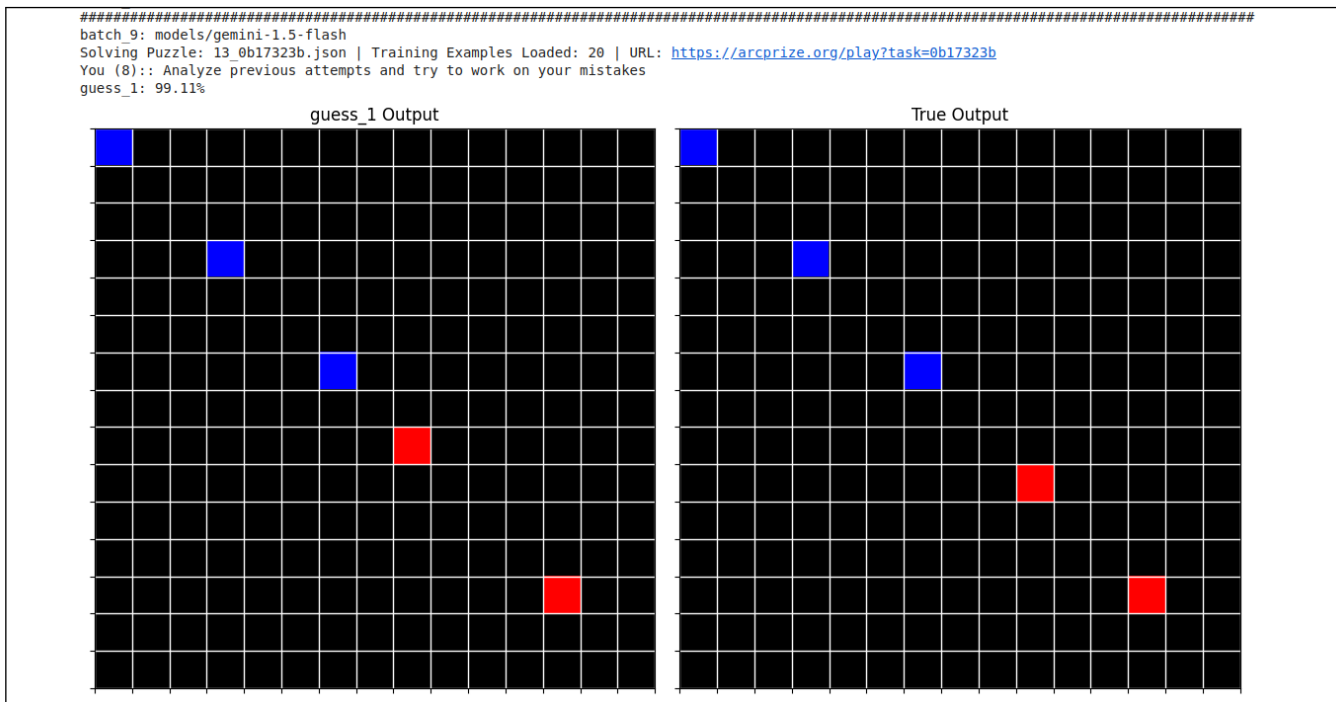 batch_9: models/gemini-1.5-flash
Solving Puzzle: 13_0b17323b.json | Training Examples Loaded: 20 | URL: https://arcprize.org/play?task=0b17323b
You (8):: Analyze previous attempts and try to work on your mistakes
guess_1: 99.11%
guess_1 Output
True Output